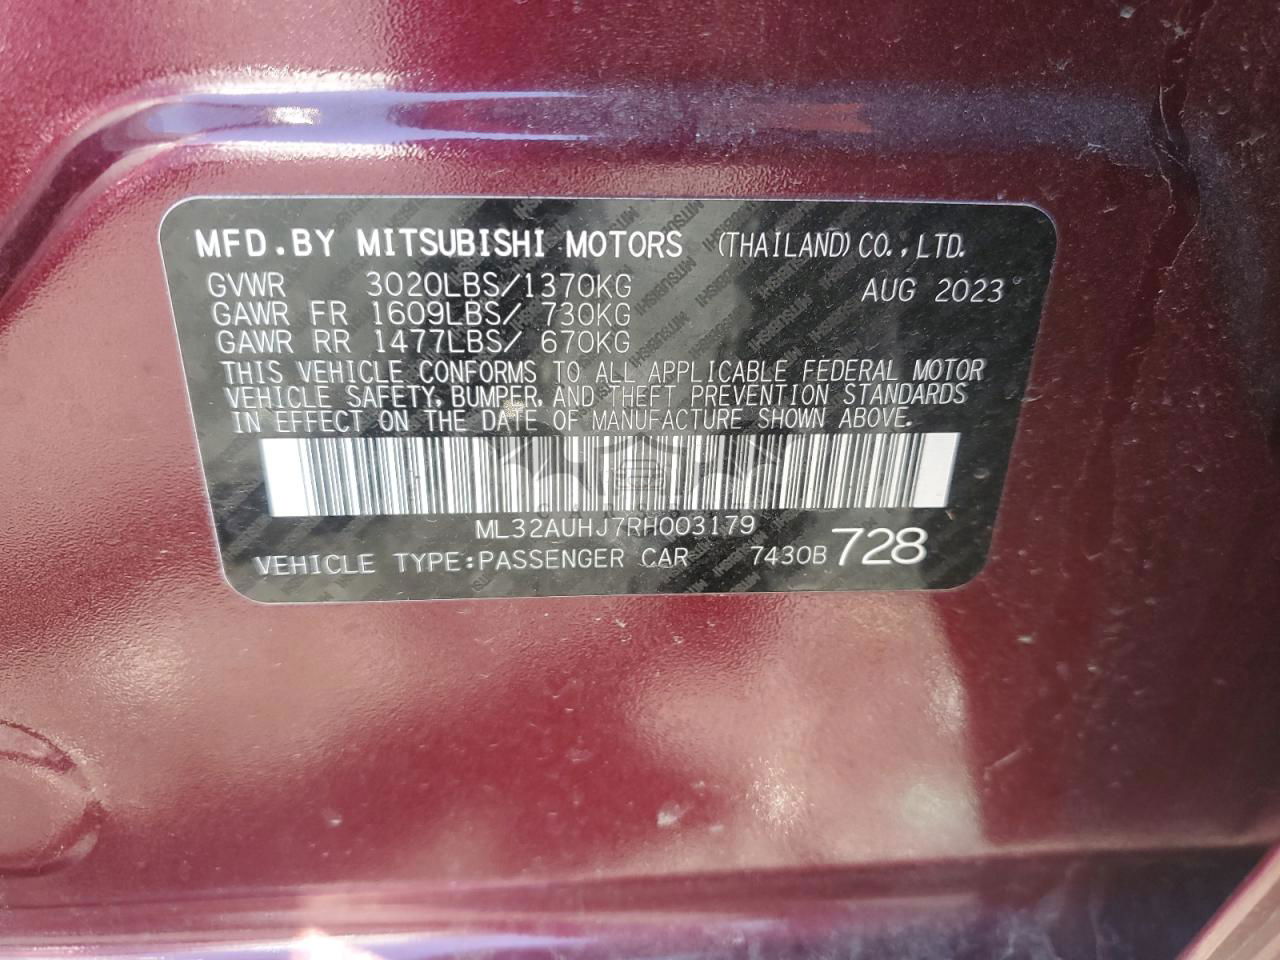 MFD.BY MITSUBISHI MOTORS (THAILAND)CO.,LTD.
GVWR 3020LBS/1370KG AUG 2023
GAWR FR 1609LBS/ 730KG
GAWR RR 1477LBS/ 670KG
THIS VEHICLE CONFORMS TO ALL APPLICABLE FEDERAL MOTOR
VEHICLE SAFETY, BUMPER, AND THEFT PREVENTION STANDARDS
IN EFFECT ON THE DATE OF MANUFACTURE SHOWN ABOVE.
ML32AUHJ7RH003179
VEHICLE TYPE:PASSENGER CAR 7430B 728